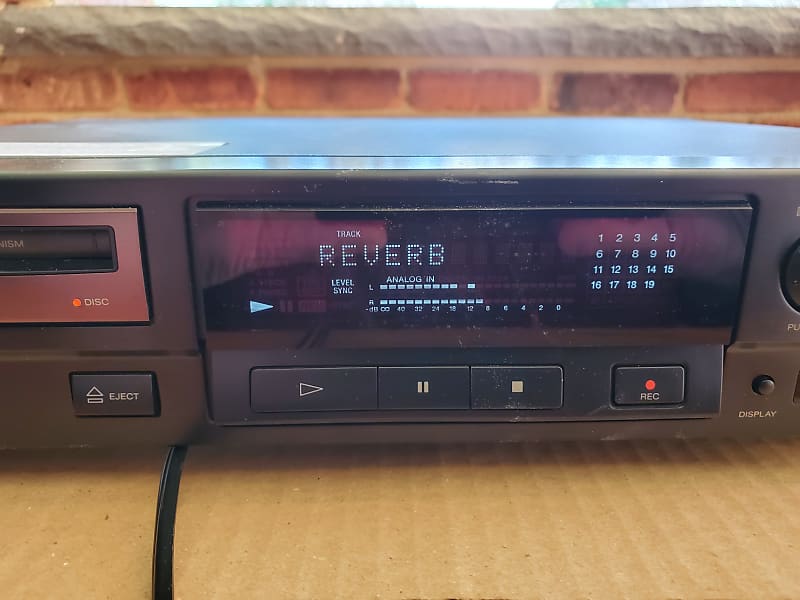 TRACK
REVERB
1 2 3 4 5
6 7 8 9 10
11 12 13 14 15
16 17 18 19
LEVEL
SYNC
ANALOG IN
L
R
-dB ∞ 40 32 24 18 12 8 6 4 2 0
NISM
DISC
EJECT
REC
DISPLAY
PU